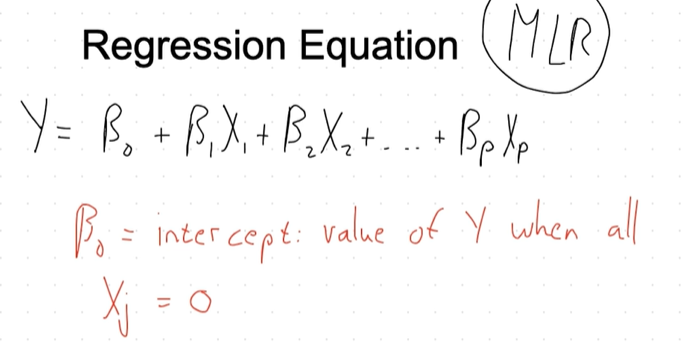 Regression Equation MLR
Y = β₀ + β₁X₁ + β₂X₂ + ... + βₚXₚ
β₀ = intercept: value of Y when all
Xⱼ = 0